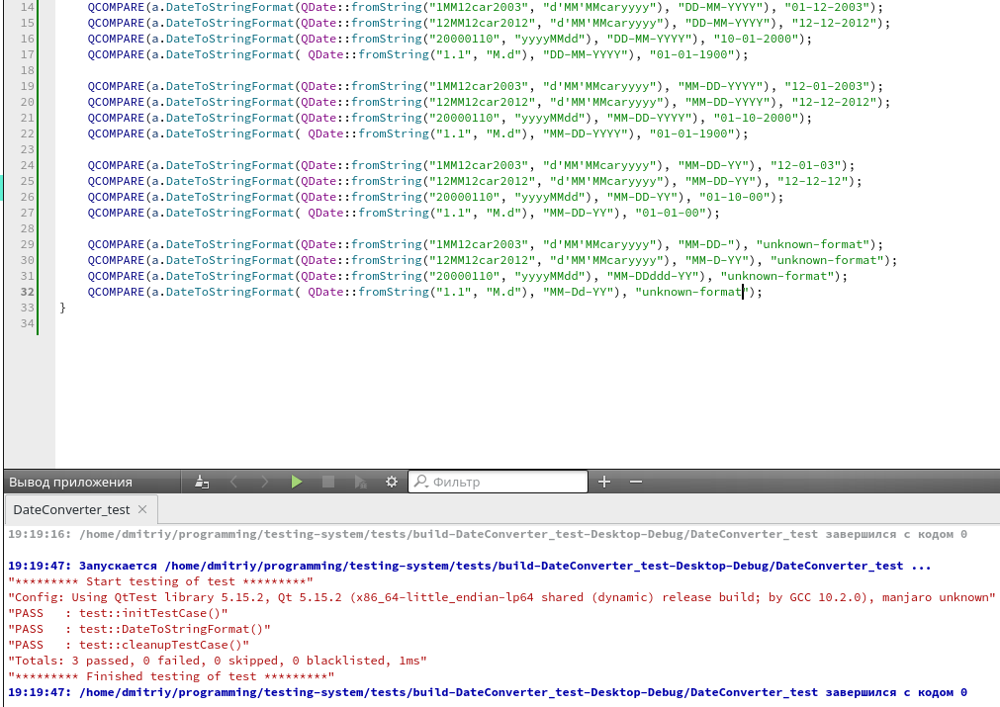 14 QCOMPARE(a.DateToStringFormat(QDate::fromString("1MM12car2003", "d'MM'MMcaryyyy"), "DD-MM-YYYY"), "01-12-2003");
15 QCOMPARE(a.DateToStringFormat(QDate::fromString("12MM12car2012", "d'MM'MMcaryyyy"), "DD-MM-YYYY"), "12-12-2012");
16 QCOMPARE(a.DateToStringFormat(QDate::fromString("20000110", "yyyyMMdd"), "DD-MM-YYYY"), "10-01-2000");
17 QCOMPARE(a.DateToStringFormat( QDate::fromString("1.1", "M.d"), "DD-MM-YYYY"), "01-01-1900");
18
19 QCOMPARE(a.DateToStringFormat(QDate::fromString("1MM12car2003", "d'MM'MMcaryyyy"), "MM-DD-YYYY"), "12-01-2003");
20 QCOMPARE(a.DateToStringFormat(QDate::fromString("12MM12car2012", "d'MM'MMcaryyyy"), "MM-DD-YYYY"), "12-12-2012");
21 QCOMPARE(a.DateToStringFormat(QDate::fromString("20000110", "yyyyMMdd"), "MM-DD-YYYY"), "01-10-2000");
22 QCOMPARE(a.DateToStringFormat( QDate::fromString("1.1", "M.d"), "MM-DD-YYYY"), "01-01-1900");
23
24 QCOMPARE(a.DateToStringFormat(QDate::fromString("1MM12car2003", "d'MM'MMcaryyyy"), "MM-DD-YY"), "12-01-03");
25 QCOMPARE(a.DateToStringFormat(QDate::fromString("12MM12car2012", "d'MM'MMcaryyyy"), "MM-DD-YY"), "12-12-12");
26 QCOMPARE(a.DateToStringFormat(QDate::fromString("20000110", "yyyyMMdd"), "MM-DD-YY"), "01-10-00");
27 QCOMPARE(a.DateToStringFormat( QDate::fromString("1.1", "M.d"), "MM-DD-YY"), "01-01-00");
28
29 QCOMPARE(a.DateToStringFormat(QDate::fromString("1MM12car2003", "d'MM'MMcaryyyy"), "MM-DD-"), "unknown-format");
30 QCOMPARE(a.DateToStringFormat(QDate::fromString("12MM12car2012", "d'MM'MMcaryyyy"), "MM-D-YY"), "unknown-format");
31 QCOMPARE(a.DateToStringFormat(QDate::fromString("20000110", "yyyyMMdd"), "MM-DDddd-YY"), "unknown-format");
32 QCOMPARE(a.DateToStringFormat( QDate::fromString("1.1", "M.d"), "MM-Dd-YY"), "unknown-format");
33 }
34
Вывод приложения Фильтр
DateConverter_test
19:19:16: /home/dmitriy/programming/testing-system/tests/build-DateConverter_test-Desktop-Debug/DateConverter_test завершился с кодом 0
19:19:47: Запускается /home/dmitriy/programming/testing-system/tests/build-DateConverter_test-Desktop-Debug/DateConverter_test ...
"********* Start testing of test *********"
"Config: Using QtTest library 5.15.2, Qt 5.15.2 (x86_64-little_endian-lp64 shared (dynamic) release build; by GCC 10.2.0), manjaro unknown"
"PASS   : test::initTestCase()"
"PASS   : test::DateToStringFormat()"
"PASS   : test::cleanupTestCase()"
"Totals: 3 passed, 0 failed, 0 skipped, 0 blacklisted, 1ms"
"********* Finished testing of test *********"
19:19:47: /home/dmitriy/programming/testing-system/tests/build-DateConverter_test-Desktop-Debug/DateConverter_test завершился с кодом 0